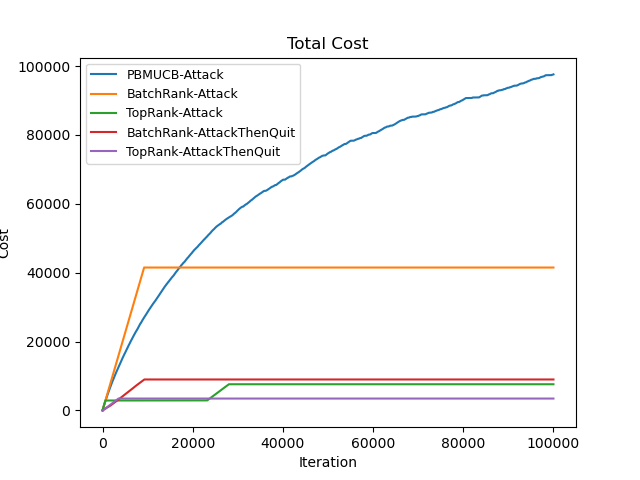 Total Cost
100000
80000
60000
40000
20000
0
Cost
PBMUCB-Attack
BatchRank-Attack
TopRank-Attack
BatchRank-AttackThenQuit
TopRank-AttackThenQuit
0 20000 40000 60000 80000 100000
Iteration